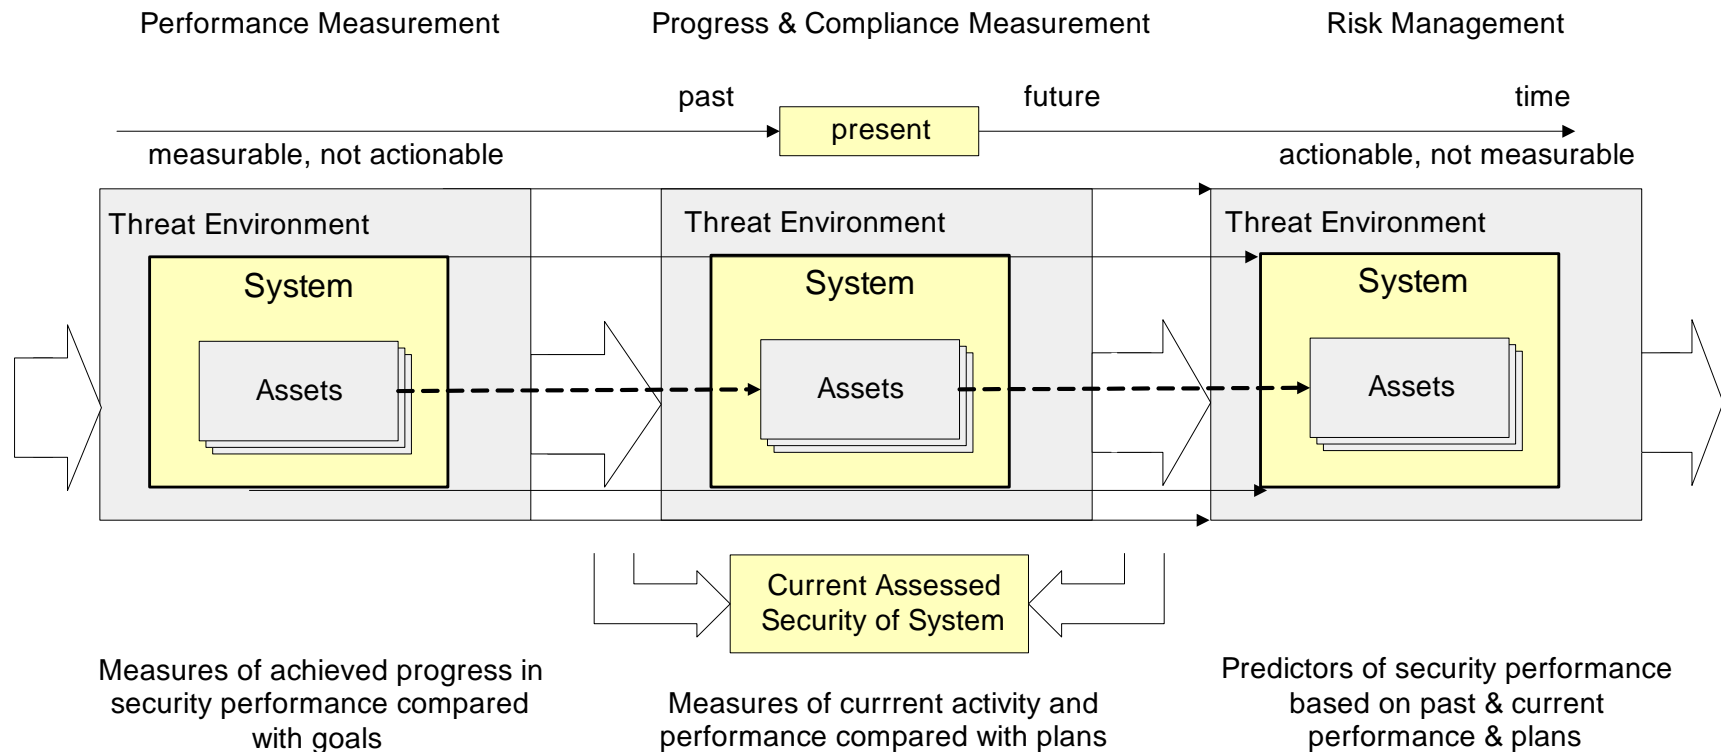 Performance Measurement
Progress & Compliance Measurement
Risk Management
past
future
time
present
measurable, not actionable
actionable, not measurable
Threat Environment
Threat Environment
Threat Environment
System
System
System
Assets
Assets
Assets
Current Assessed
Security of System
Measures of achieved progress in
security performance compared
with goals
Measures of currrent activity and
performance compared with plans
Predictors of security performance
based on past & current
performance & plans